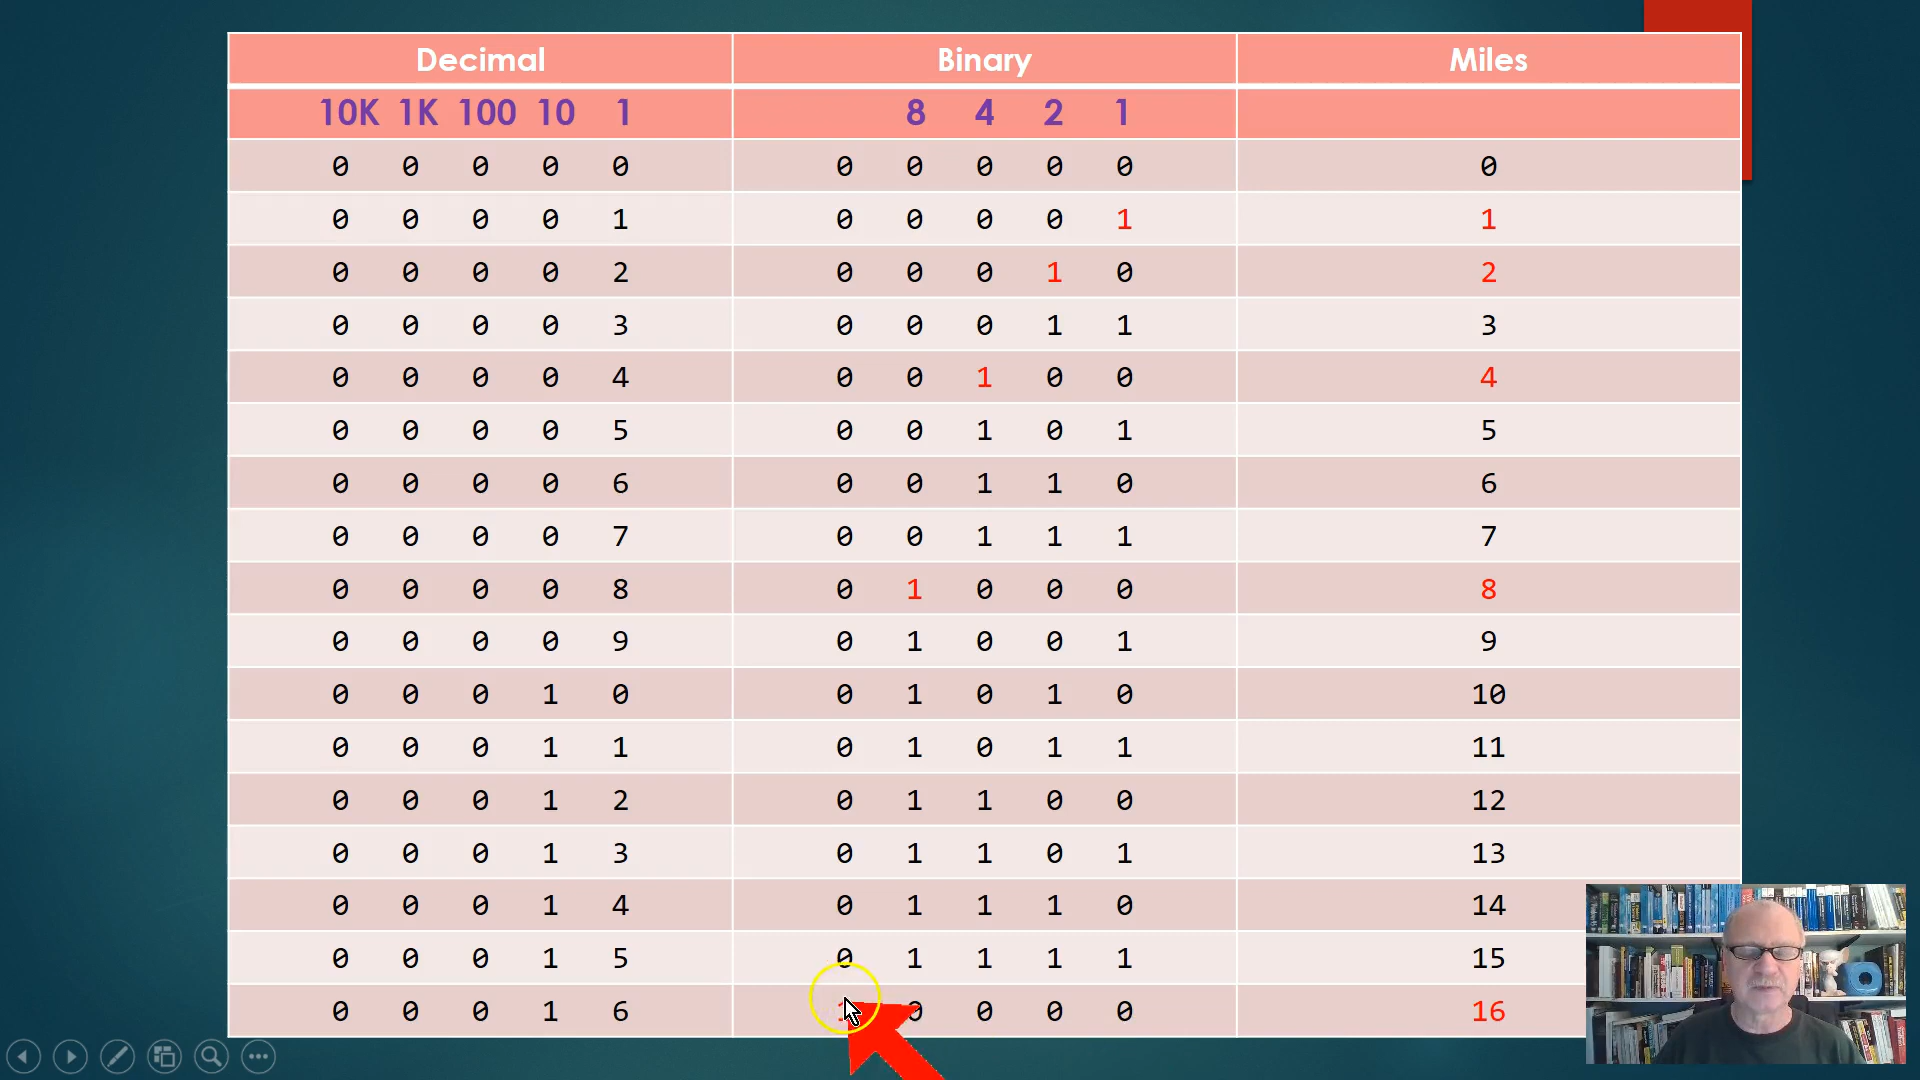 Decimal Binary Miles
10K 1K 100 10 1 8 4 2 1
0 0 0 0 0 0 0 0 0 0 0
0 0 0 0 1 0 0 0 0 1 1
0 0 0 0 2 0 0 0 1 0 2
0 0 0 0 3 0 0 0 1 1 3
0 0 0 0 4 0 0 1 0 0 4
0 0 0 0 5 0 0 1 0 1 5
0 0 0 0 6 0 0 1 1 0 6
0 0 0 0 7 0 0 1 1 1 7
0 0 0 0 8 0 1 0 0 0 8
0 0 0 0 9 0 1 0 0 1 9
0 0 0 1 0 0 1 0 1 0 10
0 0 0 1 1 0 1 0 1 1 11
0 0 0 1 2 0 1 1 0 0 12
0 0 0 1 3 0 1 1 0 1 13
0 0 0 1 4 0 1 1 1 0 14
0 0 0 1 5 0 1 1 1 1 15
0 0 0 1 6 1 0 0 0 0 16